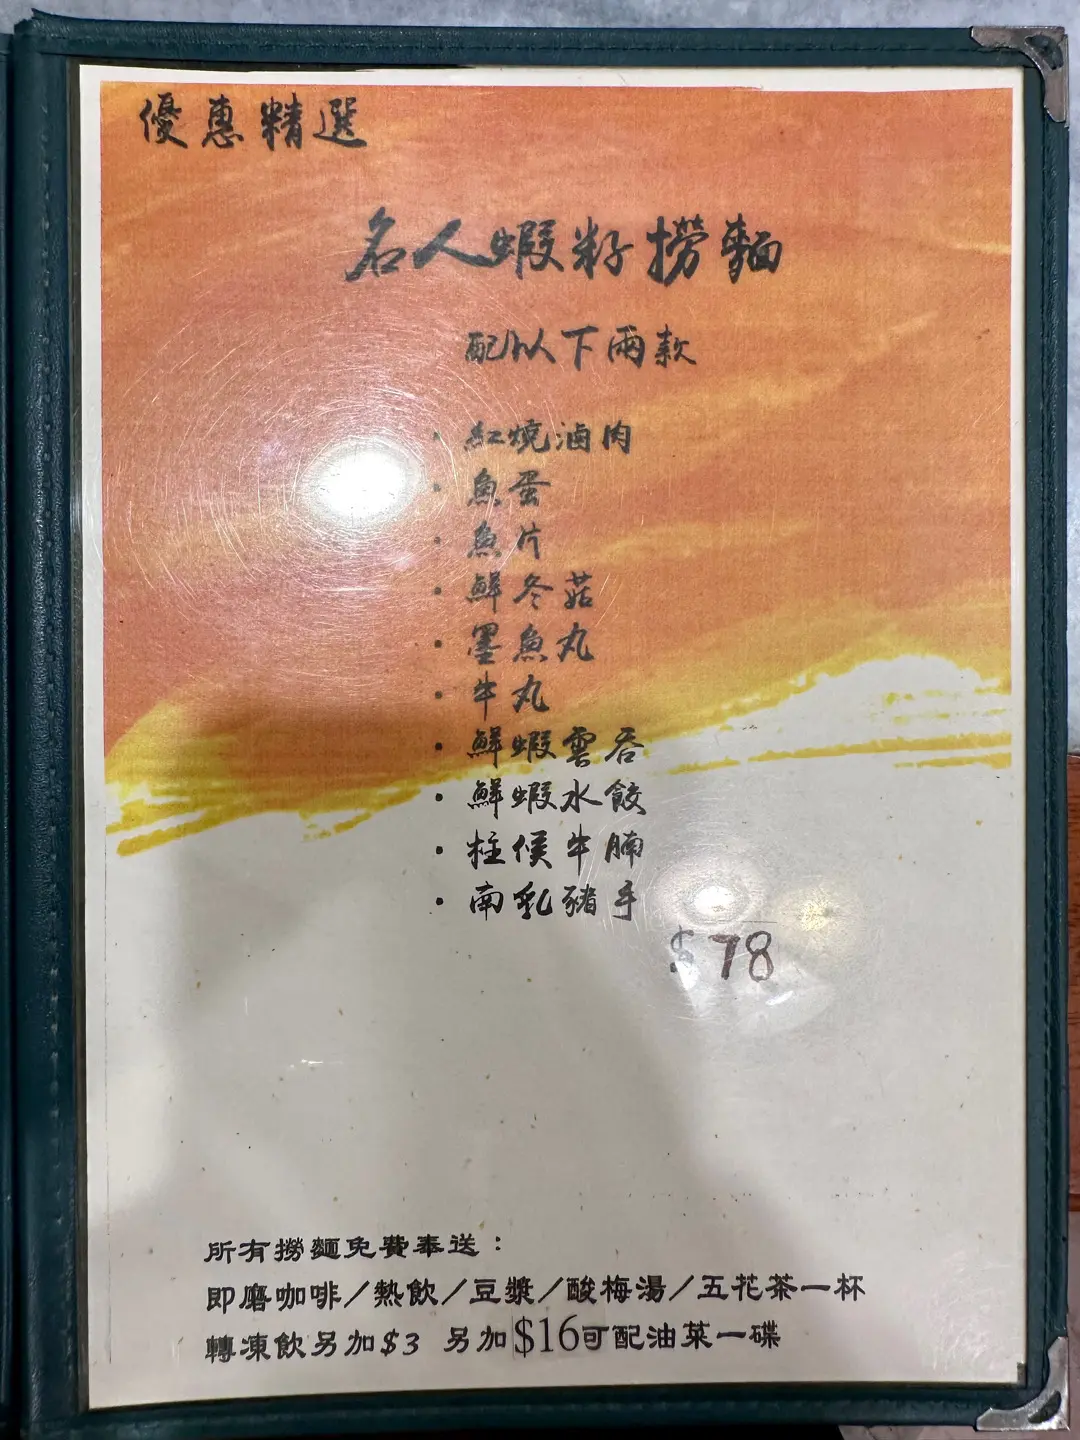 優惠精選
名人蝦籽撈麵
配以下兩款
· 紅燒滷肉
· 魚蛋
· 魚片
· 鮮冬菇
· 墨魚丸
· 牛丸
· 鮮蝦雲吞
· 鮮蝦水餃
· 柱侯牛腩
· 南乳豬手
$78
所有撈麵免費奉送：
即磨咖啡/熱飲/豆漿/酸梅湯/五花茶一杯
轉凍飲另加$3 另加$16可配油菜一碟